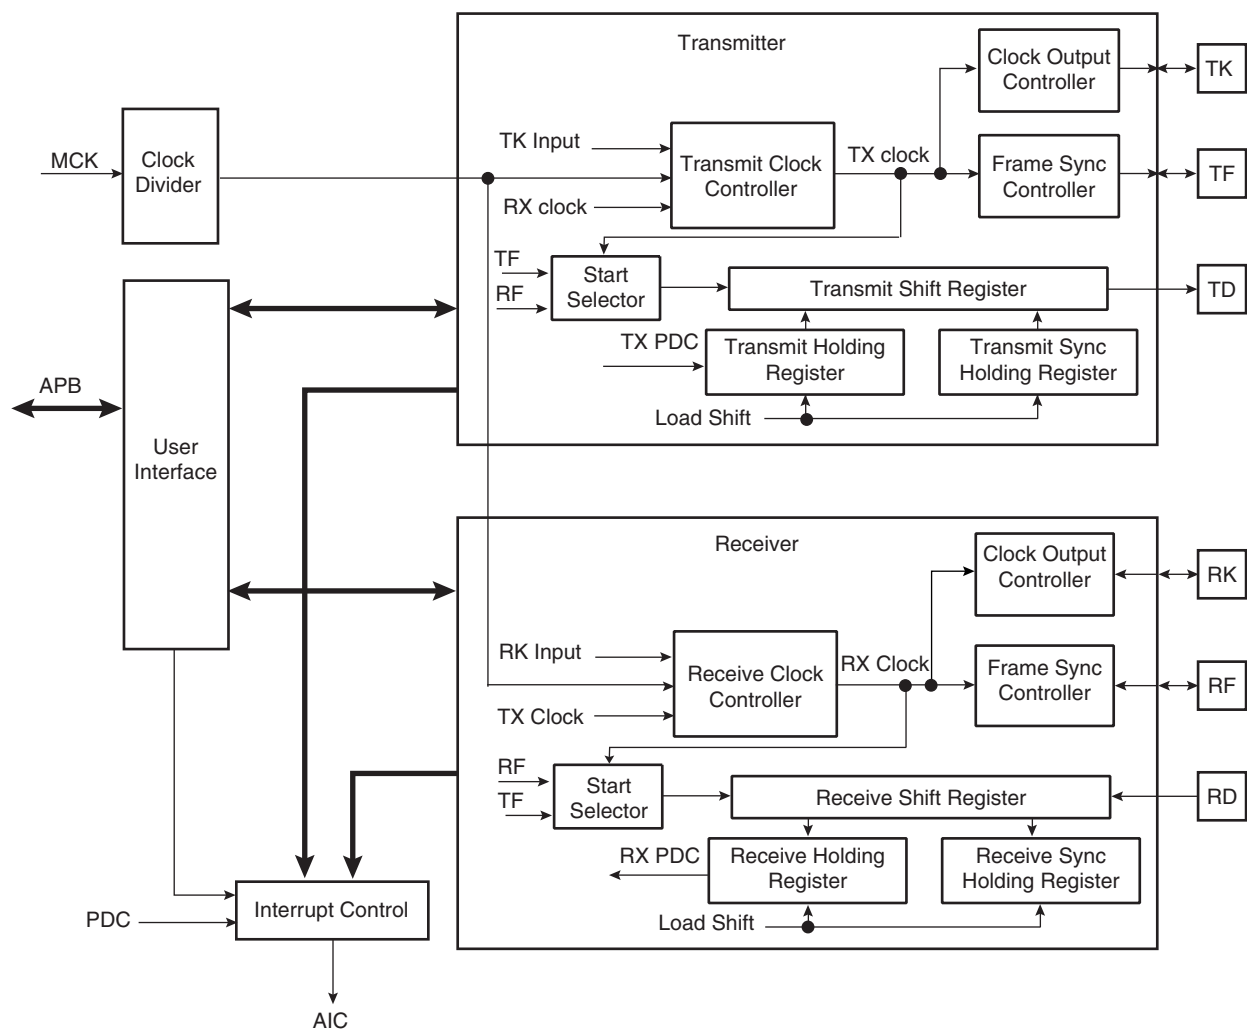 Transmitter
Clock Output
Controller
TK
MCK
Clock
Divider
TK Input
Transmit Clock
Controller
TX clock
Frame Sync
Controller
TF
RX clock
TF
RF
Start
Selector
Transmit Shift Register
TD
TX PDC
Transmit Holding
Register
Transmit Sync
Holding Register
Load Shift
APB
User
Interface
Receiver
Clock Output
Controller
RK
RK Input
Receive Clock
Controller
RX Clock
Frame Sync
Controller
RF
TX Clock
RF
TF
Start
Selector
Receive Shift Register
RD
RX PDC
Receive Holding
Register
Receive Sync
Holding Register
Load Shift
PDC
Interrupt Control
AIC